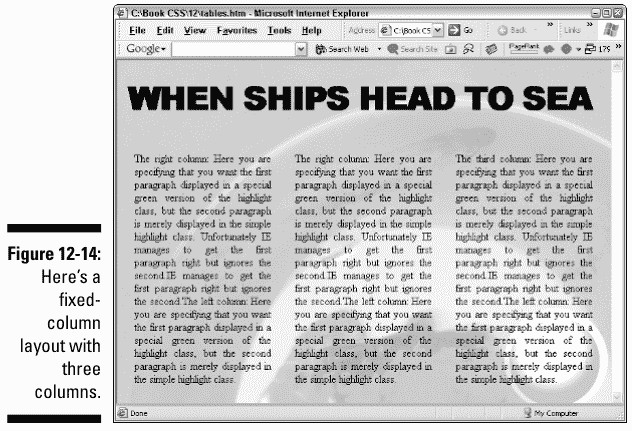 C:\Book CSS\12\tables.htm - Microsoft Internet Explorer
File Edit View Favorites Tools Help Address C:\Book CS Go Back » Links »
Google Search Web Search Site PageRank 179 »
WHEN SHIPS HEAD TO SEA
The right column: Here you are
specifying that you want the first
paragraph displayed in a special
green version of the highlight
class, but the second paragraph
is merely displayed in the simple
highlight class. Unfortunately IE
manages to get the first
paragraph right but ignores the
second.IE manages to get the
first paragraph right but ignores
the second.The left column: Here
you are specifying that you want
the first paragraph displayed in a
special green version of the
highlight class, but the second
paragraph is merely displayed in
the simple highlight class.
The right column: Here you are
specifying that you want the first
paragraph displayed in a special
green version of the highlight
class, but the second paragraph
is merely displayed in the simple
highlight class. Unfortunately IE
manages to get the first
paragraph right but ignores the
second.IE manages to get the
first paragraph right but ignores
the second.The left column: Here
you are specifying that you want
the first paragraph displayed in a
special green version of the
highlight class, but the second
paragraph is merely displayed in
the simple highlight class.
The third column: Here you are
specifying that you want the first
paragraph displayed in a special
green version of the highlight
class, but the second paragraph
is merely displayed in the simple
highlight class. Unfortunately IE
manages to get the first
paragraph right but ignores the
second.IE manages to get the
first paragraph right but ignores
the second.The left column: Here
you are specifying that you want
the first paragraph displayed in a
special green version of the
highlight class, but the second
paragraph is merely displayed in
the simple highlight class.
Done My Computer
Figure 12-14:
Here's a
fixed-
column
layout with
three
columns.